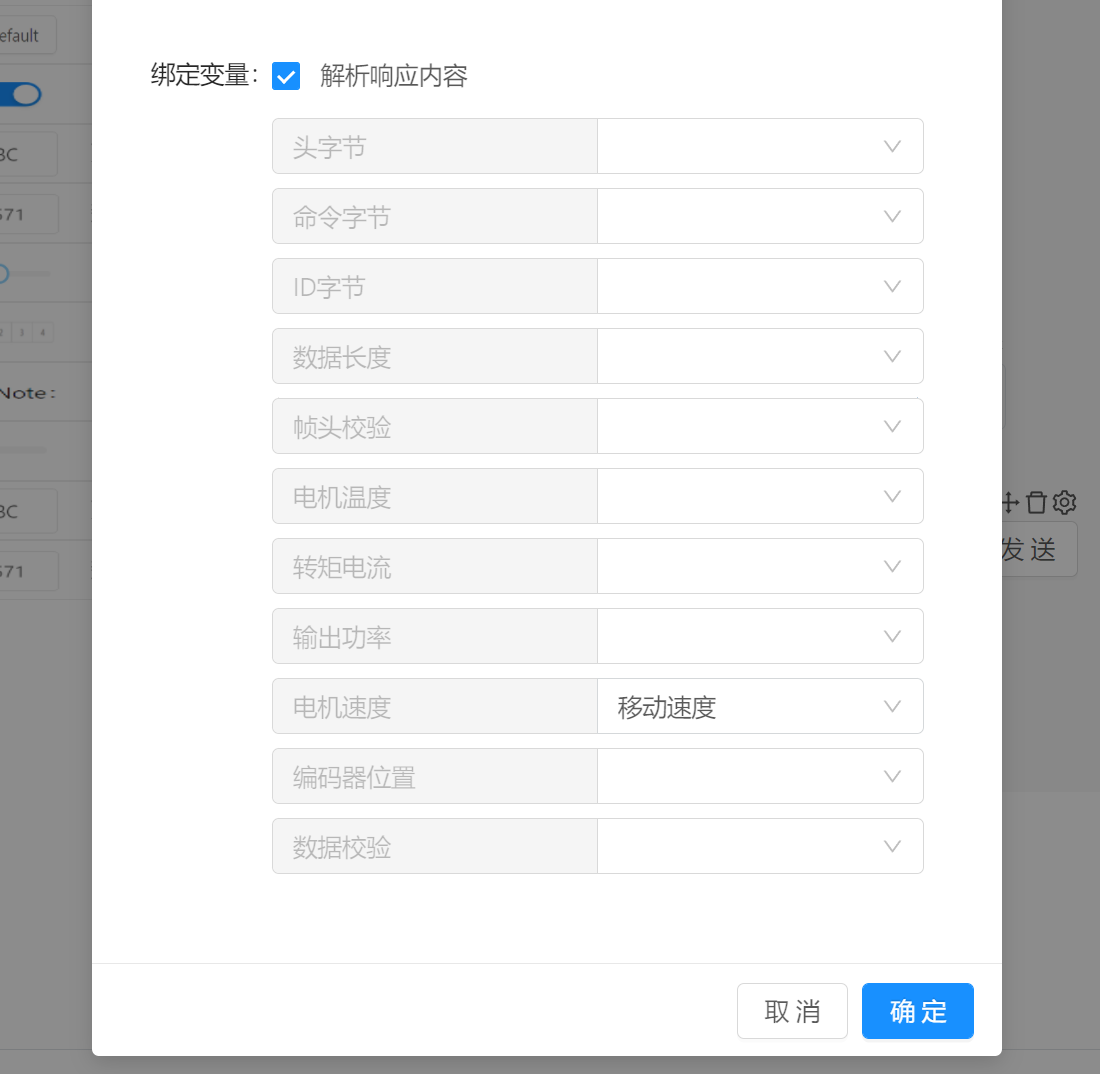 efault
绑定变量：
解析响应内容
头字节
BC
命令字节
571
ID字节
2 3 4
数据长度
Note：
帧头校验
电机温度
BC
发 送
转矩电流
571
输出功率
电机速度
移动速度
编码器位置
数据校验
取 消
确 定